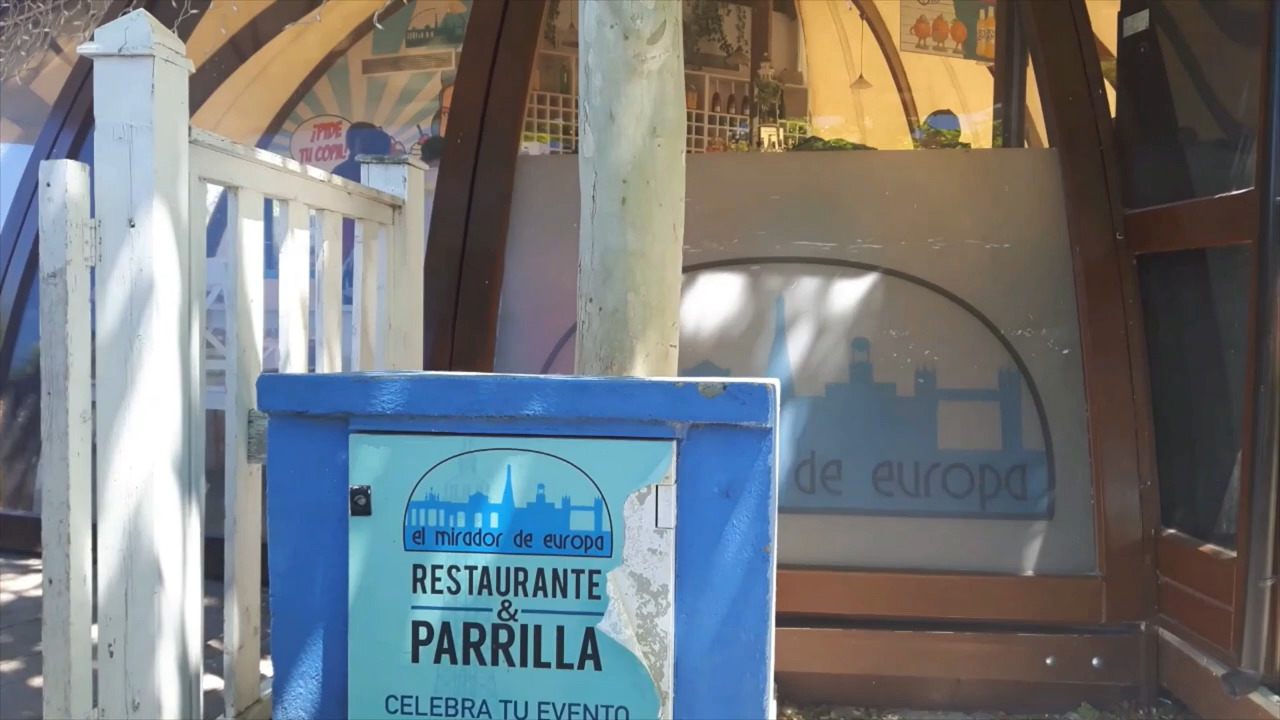 ¡PIDE
TU COPA!
de europa
el mirador de europa
RESTAURANTE
&
PARRILLA
CELEBRA TU EVENTO